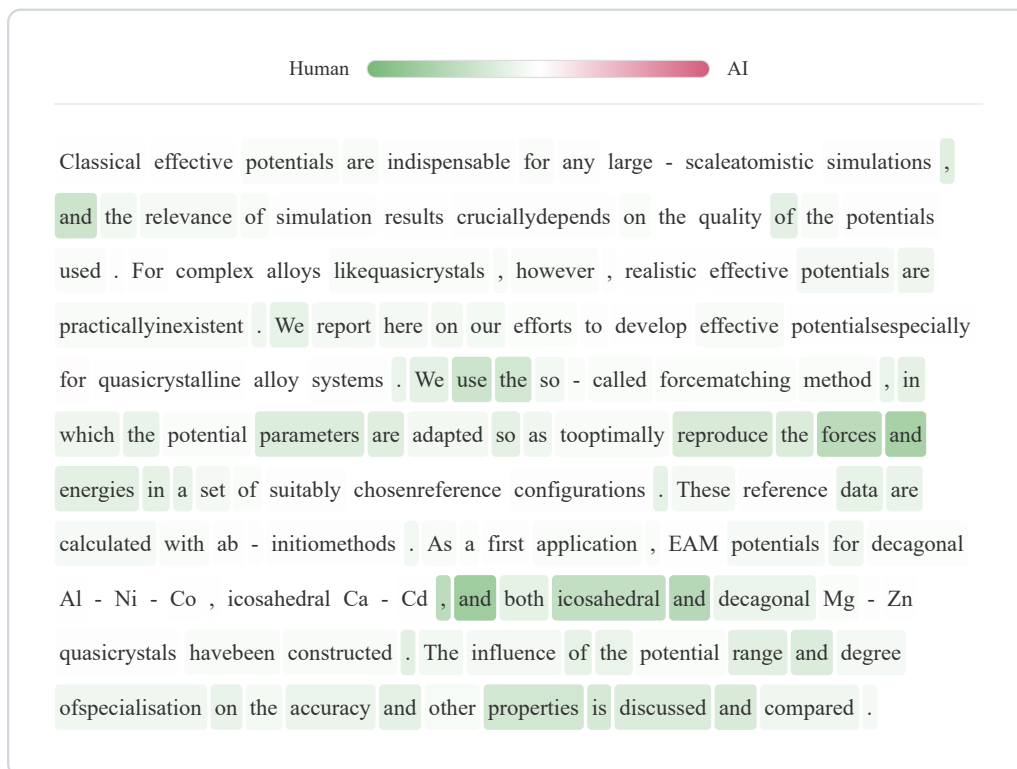 Human AI
Classical effective potentials are indispensable for any large - scaleatomistic simulations ,
and the relevance of simulation results cruciallydepends on the quality of the potentials
used . For complex alloys likequasicrystals , however , realistic effective potentials are
practicallyinexistent . We report here on our efforts to develop effective potentialsespecially
for quasicrystalline alloy systems . We use the so - called forcematching method , in
which the potential parameters are adapted so as tooptimally reproduce the forces and
energies in a set of suitably chosenreference configurations . These reference data are
calculated with ab - initiomethods . As a first application , EAM potentials for decagonal
Al - Ni - Co , icosahedral Ca - Cd , and both icosahedral and decagonal Mg - Zn
quasicrystals havebeen constructed . The influence of the potential range and degree
ofspecialisation on the accuracy and other properties is discussed and compared .